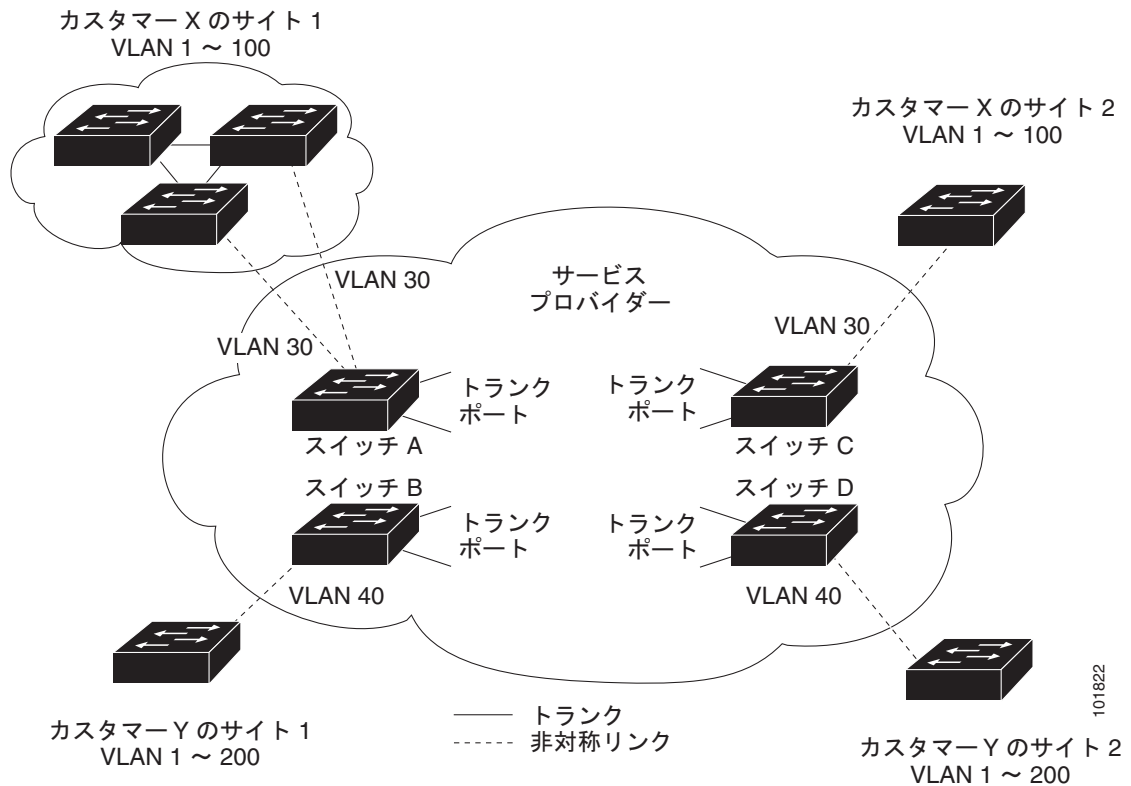 カスタマー X のサイト 1
VLAN 1 ～ 100
カスタマー X のサイト 2
VLAN 1 ～ 100
VLAN 30
サービス
プロバイダー
VLAN 30
VLAN 30
トランク
ポート
トランク
ポート
スイッチ A
スイッチ C
スイッチ B
スイッチ D
トランク
ポート
トランク
ポート
VLAN 40
VLAN 40
カスタマー Y のサイト 1
VLAN 1 ～ 200
トランク
非対称リンク
カスタマー Y のサイト 2
VLAN 1 ～ 200
101822